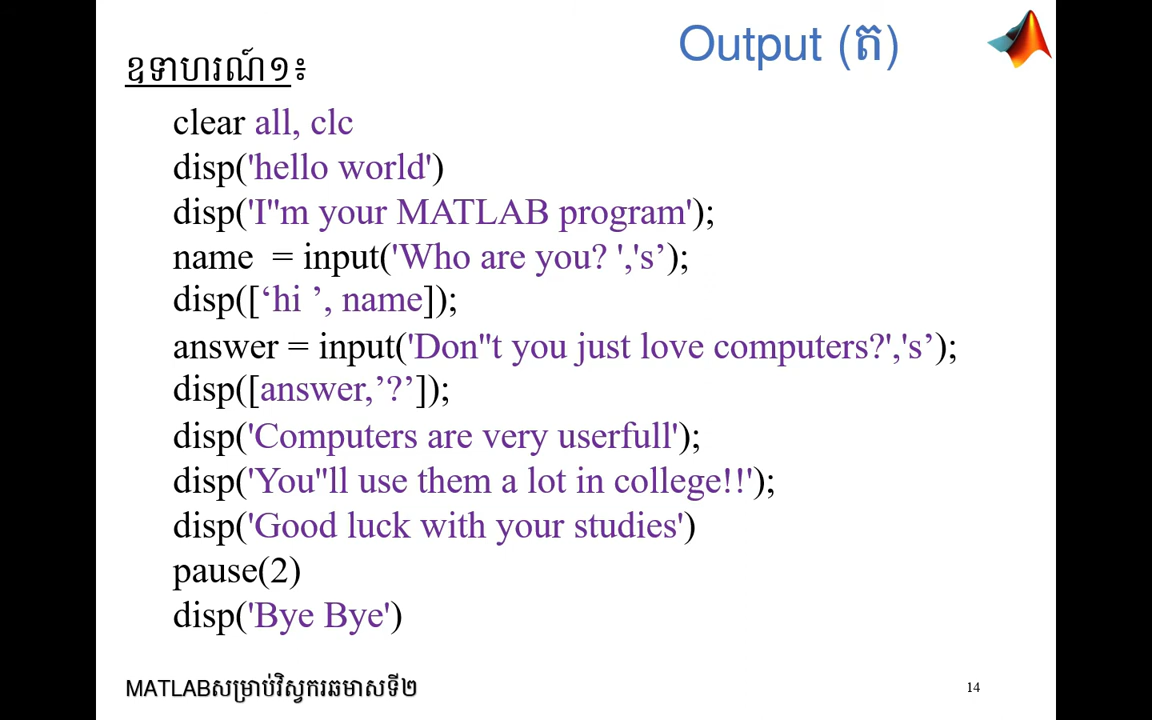 Output (ត)
ឧទាហរណ៍១៖
clear all, clc
disp('hello world')
disp('I''m your MATLAB program');
name  = input('Who are you? ','s’);
disp([‘hi ’, name]);
answer = input('Don''t you just love computers?','s’);
disp([answer,’?’]);
disp('Computers are very userfull');
disp('You''ll use them a lot in college!!');
disp('Good luck with your studies')
pause(2)
disp('Bye Bye')
MATLABសម្រាប់វិស្វករឆមាសទី២
14